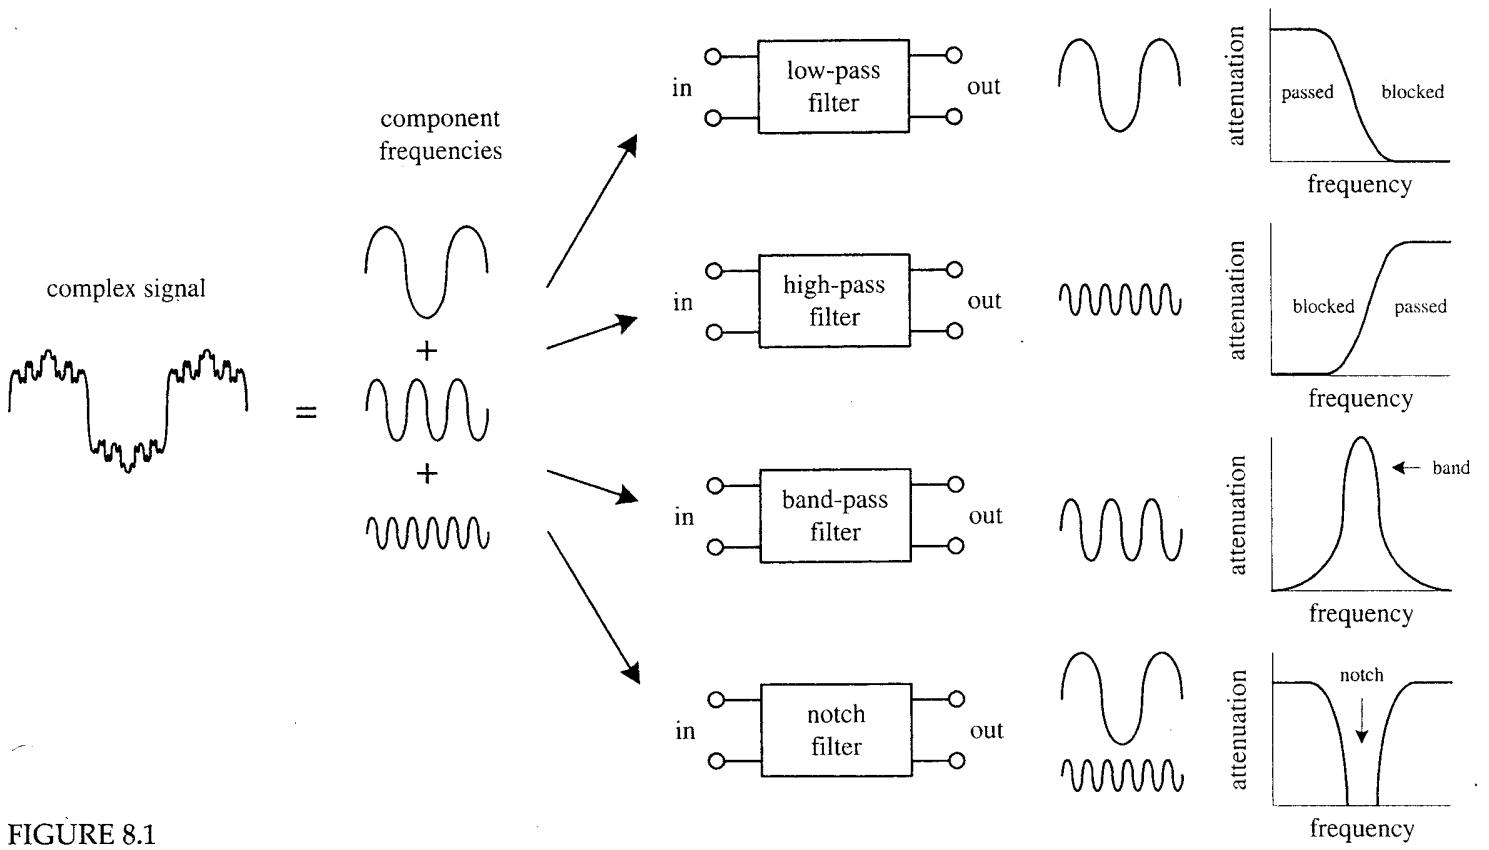 complex signal
=
component
frequencies
+
+
in
low-pass
filter
out
attenuation
passed
blocked
frequency
in
high-pass
filter
out
attenuation
blocked
passed
frequency
in
band-pass
filter
out
attenuation
band
frequency
in
notch
filter
out
attenuation
notch
frequency
FIGURE 8.1